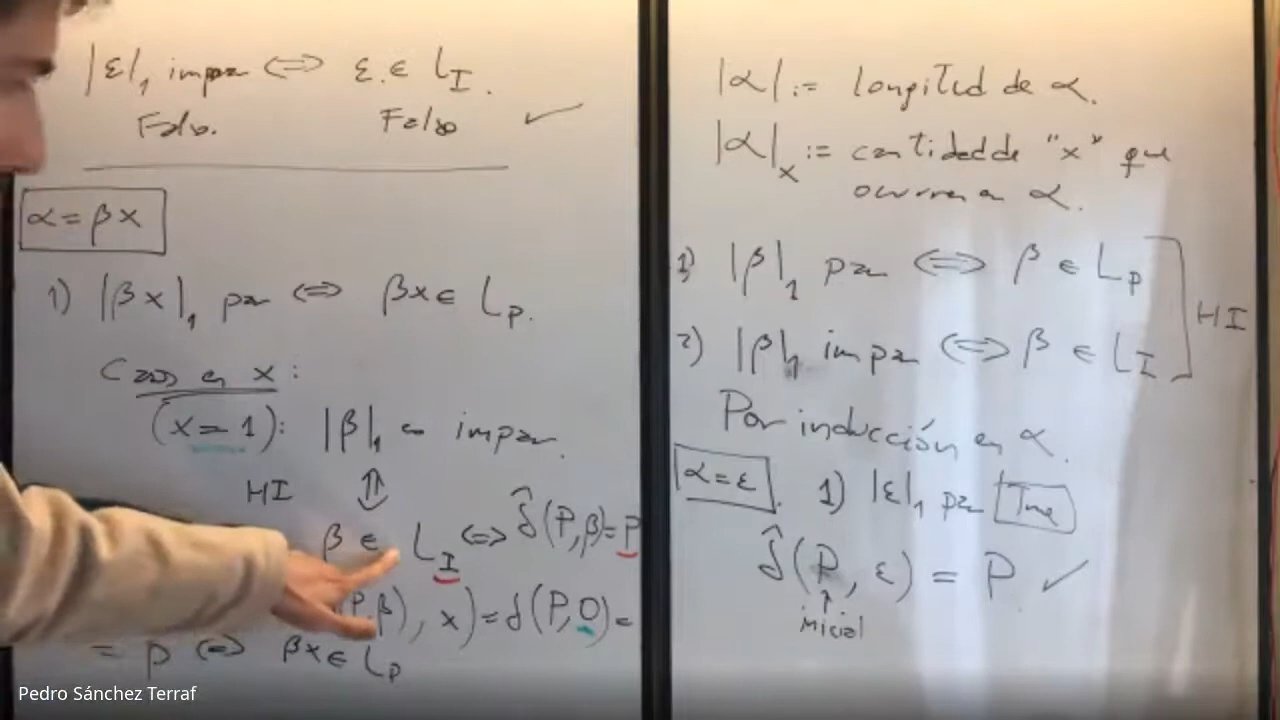 |ε|₁ impar ⟺ ε ∈ L_I.
Falso. Falso ✓
α = βx
1) |βx|₁ par ⟺ βx ∈ L_P.
Casos en x:
(x = 1): |β|₁ es impar.
HI ⇕
β ∈ L_I ⟺ δ̂(P,β) = P
(P,β), x) = δ(P,0) =
= P ⟺ βx ∈ L_P
|α| := longitud de α.
|α|ₓ := cantidad de "x" que
ocurren en α.
1) |β|₁ par ⟺ β ∈ L_P
2) |β|₁ impar ⟺ β ∈ L_I
HI
Por inducción en α.
α = ε. 1) |ε|₁ par True
δ̂(P, ε) = P ✓
↑
inicial
Pedro Sánchez Terraf